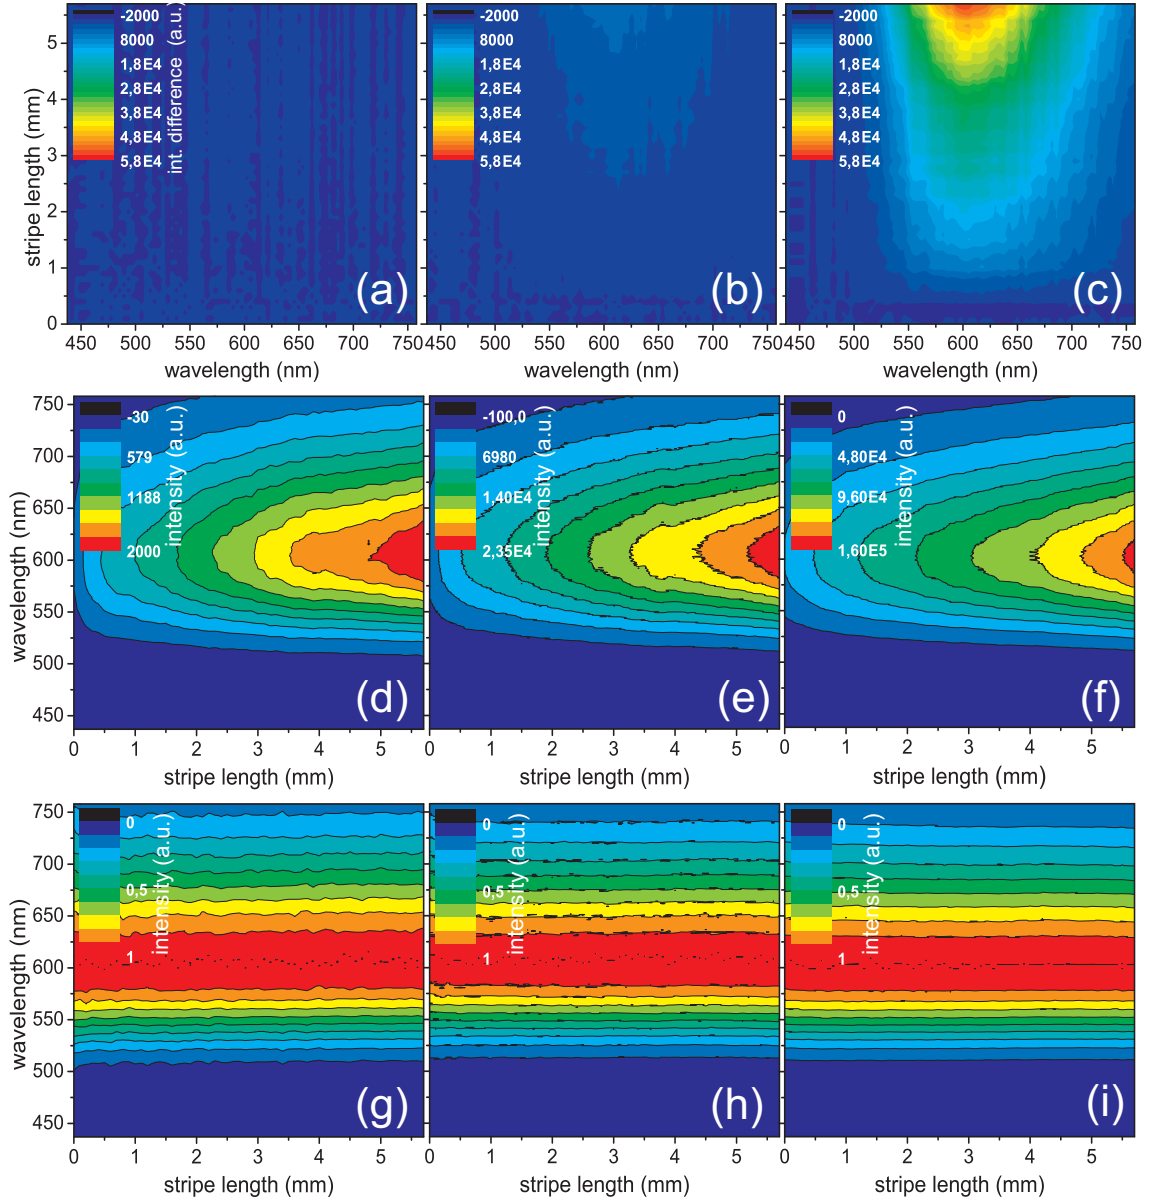 -2000
8000
1,8E4
2,8E4
3,8E4
4,8E4
5,8E4
int. difference (a.u.)
(a)
-2000
8000
1,8E4
2,8E4
3,8E4
4,8E4
5,8E4
(b)
-2000
8000
1,8E4
2,8E4
3,8E4
4,8E4
5,8E4
(c)
5
4
3
2
1
0
stripe length (mm)
450 500 550 600 650 700 750
450 500 550 600 650 700 750
450 500 550 600 650 700 750
wavelength (nm)
wavelength (nm)
wavelength (nm)
750
700
650
600
550
500
450
wavelength (nm)
-30
579
1188
2000
intensity (a.u.)
(d)
-100,0
6980
1,40E4
2,35E4
intensity (a.u.)
(e)
0
4,80E4
9,60E4
1,60E5
intensity (a.u.)
(f)
0 1 2 3 4 5
0 1 2 3 4 5
0 1 2 3 4 5
stripe length (mm)
stripe length (mm)
stripe length (mm)
750
700
650
600
550
500
450
wavelength (nm)
0
0,5
1
intensity (a.u.)
(g)
0
0,5
1
intensity (a.u.)
(h)
0
0,5
1
intensity (a.u.)
(i)
0 1 2 3 4 5
0 1 2 3 4 5
0 1 2 3 4 5
stripe length (mm)
stripe length (mm)
stripe length (mm)